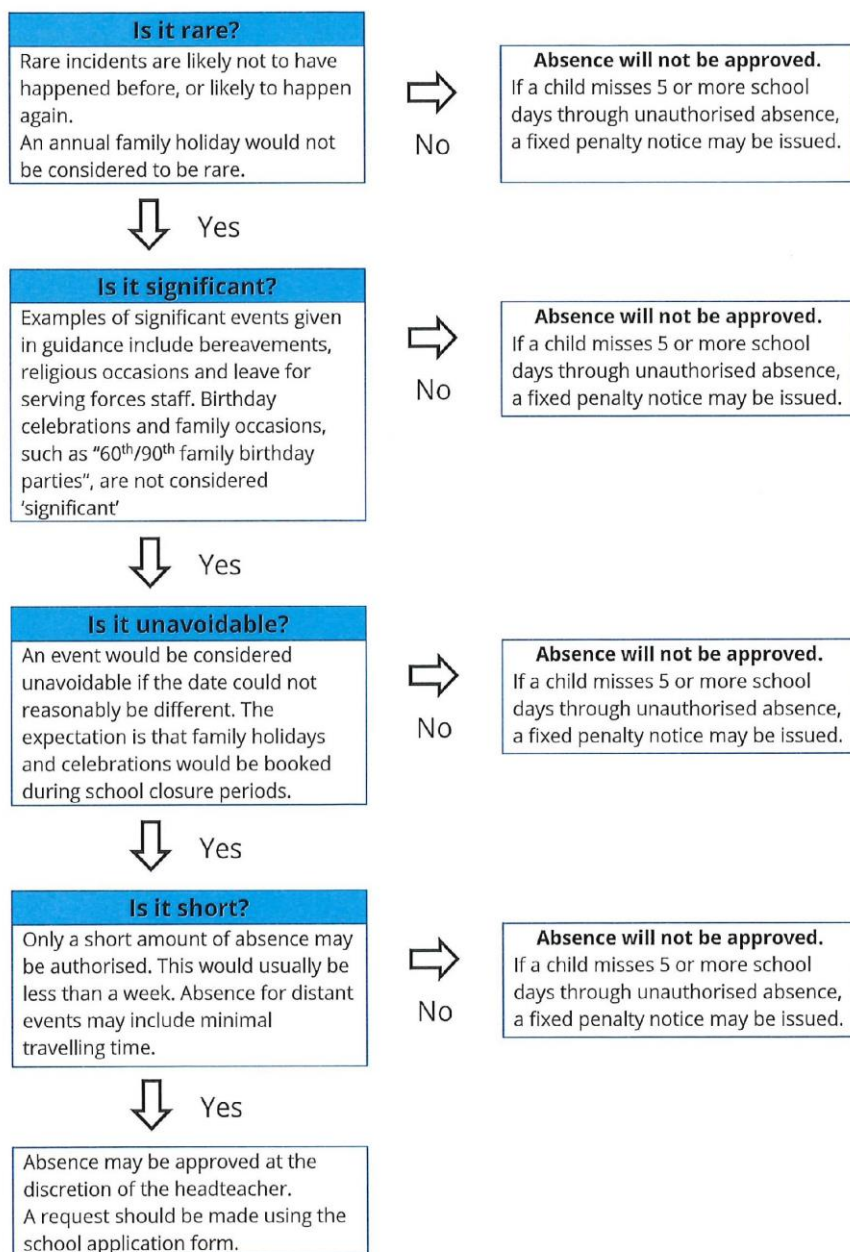 Is it rare?
Rare incidents are likely not to have
happened before, or likely to happen
again.
An annual family holiday would not
be considered to be rare.
No
Absence will not be approved.
If a child misses 5 or more school
days through unauthorised absence,
a fixed penalty notice may be issued.
Yes
Is it significant?
Examples of significant events given
in guidance include bereavements,
religious occasions and leave for
serving forces staff. Birthday
celebrations and family occasions,
such as "60th/90th family birthday
parties", are not considered
'significant'
No
Absence will not be approved.
If a child misses 5 or more school
days through unauthorised absence,
a fixed penalty notice may be issued.
Yes
Is it unavoidable?
An event would be considered
unavoidable if the date could not
reasonably be different. The
expectation is that family holidays
and celebrations would be booked
during school closure periods.
No
Absence will not be approved.
If a child misses 5 or more school
days through unauthorised absence,
a fixed penalty notice may be issued.
Yes
Is it short?
Only a short amount of absence may
be authorised. This would usually be
less than a week. Absence for distant
events may include minimal
travelling time.
No
Absence will not be approved.
If a child misses 5 or more school
days through unauthorised absence,
a fixed penalty notice may be issued.
Yes
Absence may be approved at the
discretion of the headteacher.
A request should be made using the
school application form.